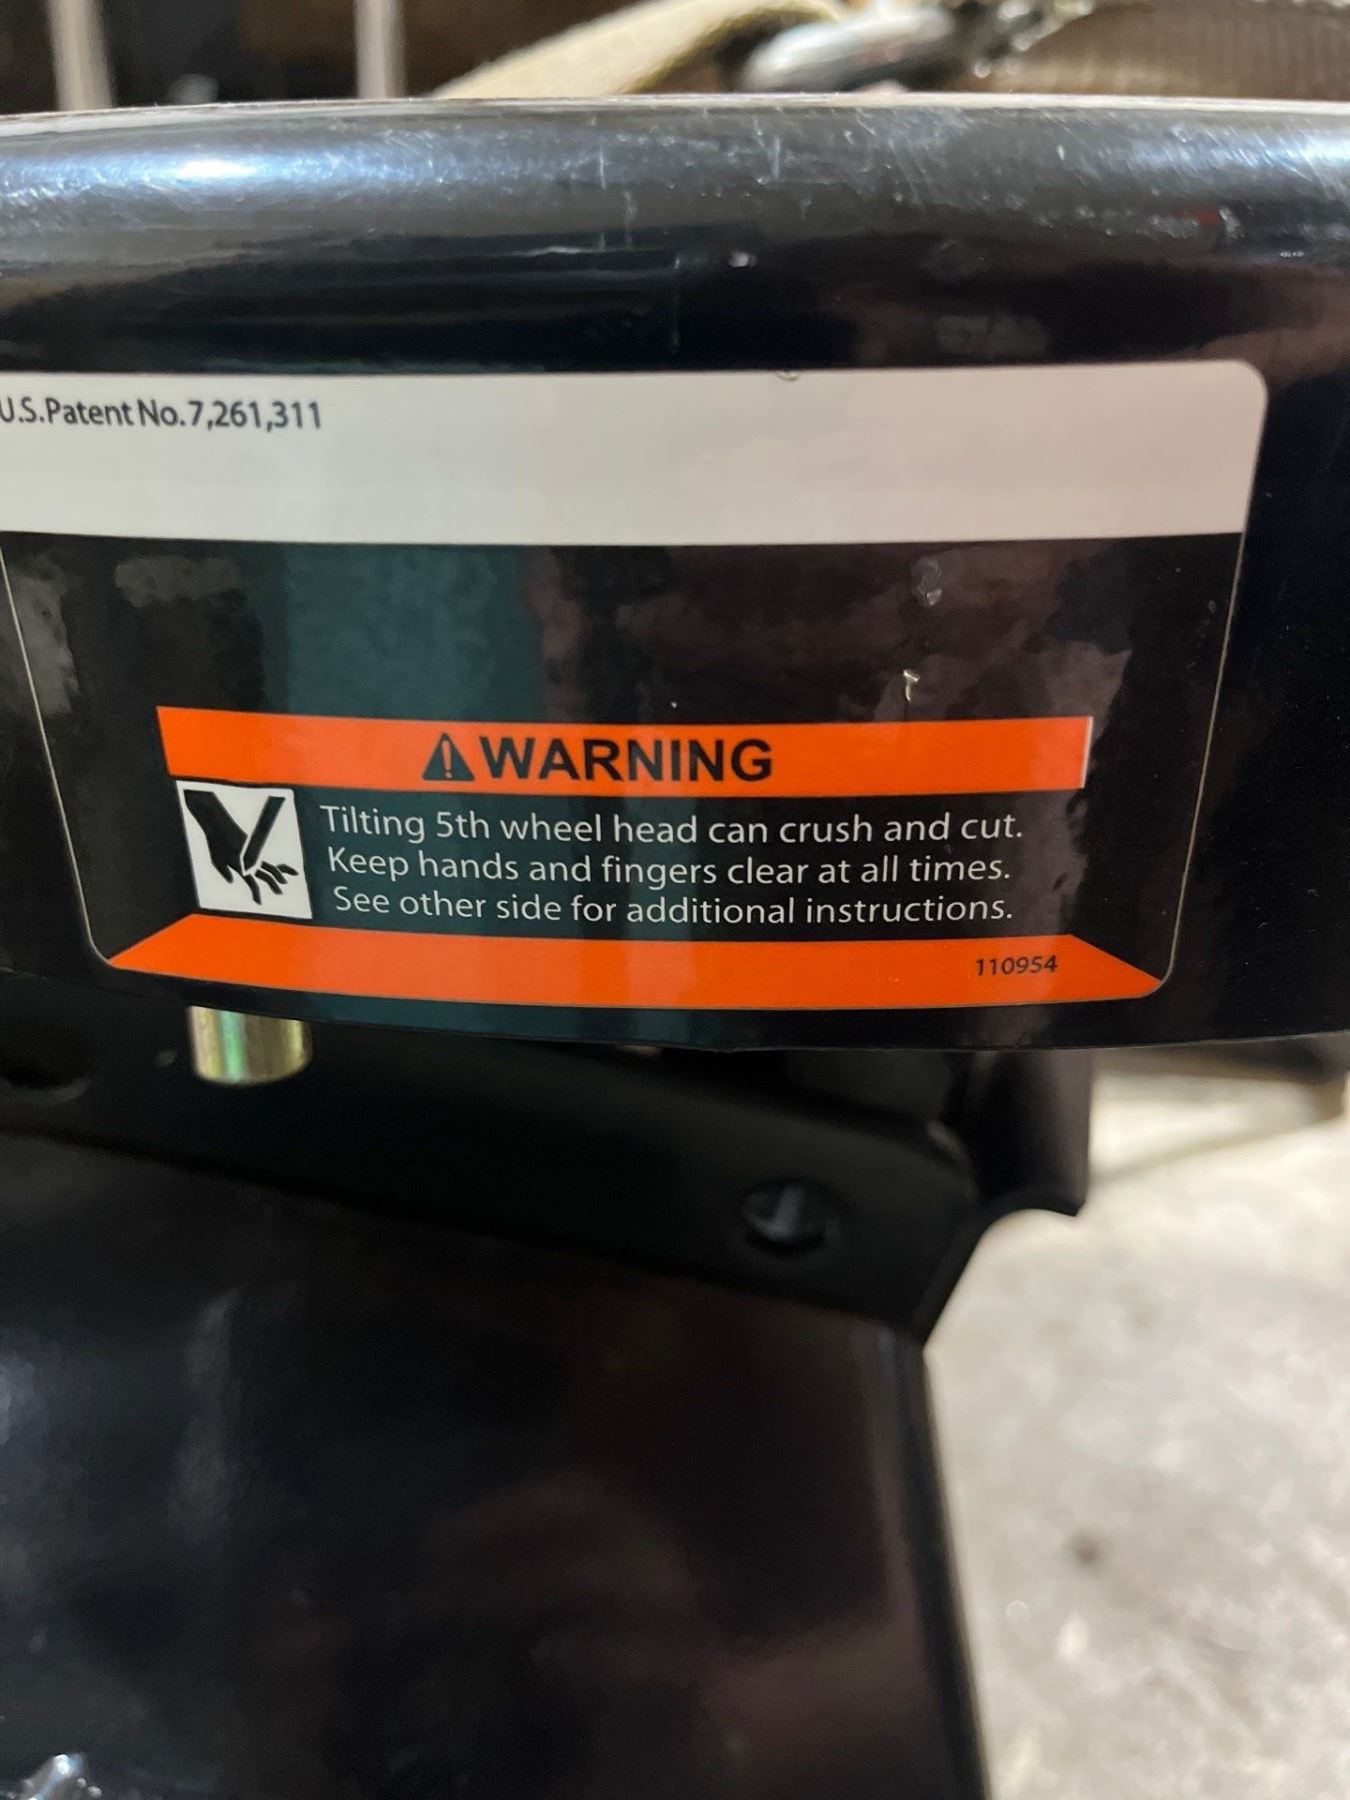 U.S.Patent No.7,261,311
WARNING
Tilting 5th wheel head can crush and cut.
Keep hands and fingers clear at all times.
See other side for additional instructions.
110954